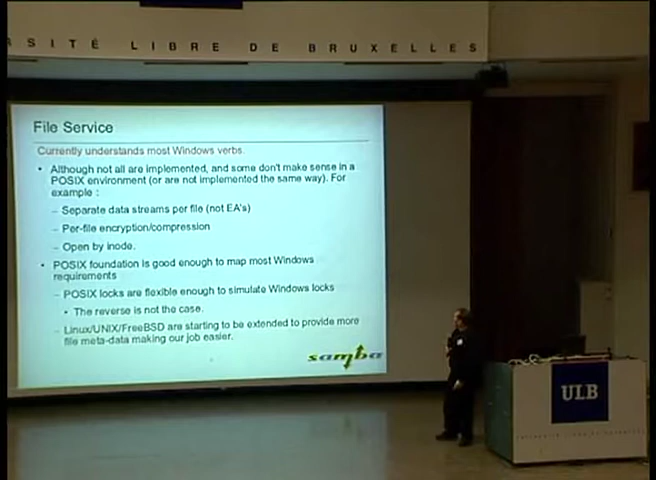 RSITÉ LIBRE DE BRUXELLES
File Service
Currently understands most Windows verbs.
• Although not all are implemented, and some don't make sense in a
POSIX environment (or are not implemented the same way). For
example :
– Separate data streams per file (not EA's)
– Per-file encryption/compression
– Open by inode.
• POSIX foundation is good enough to map most Windows
requirements
– POSIX locks are flexible enough to simulate Windows locks
• The reverse is not the case.
– Linux/UNIX/FreeBSD are starting to be extended to provide more
file meta-data making our job easier.
samba
ULB